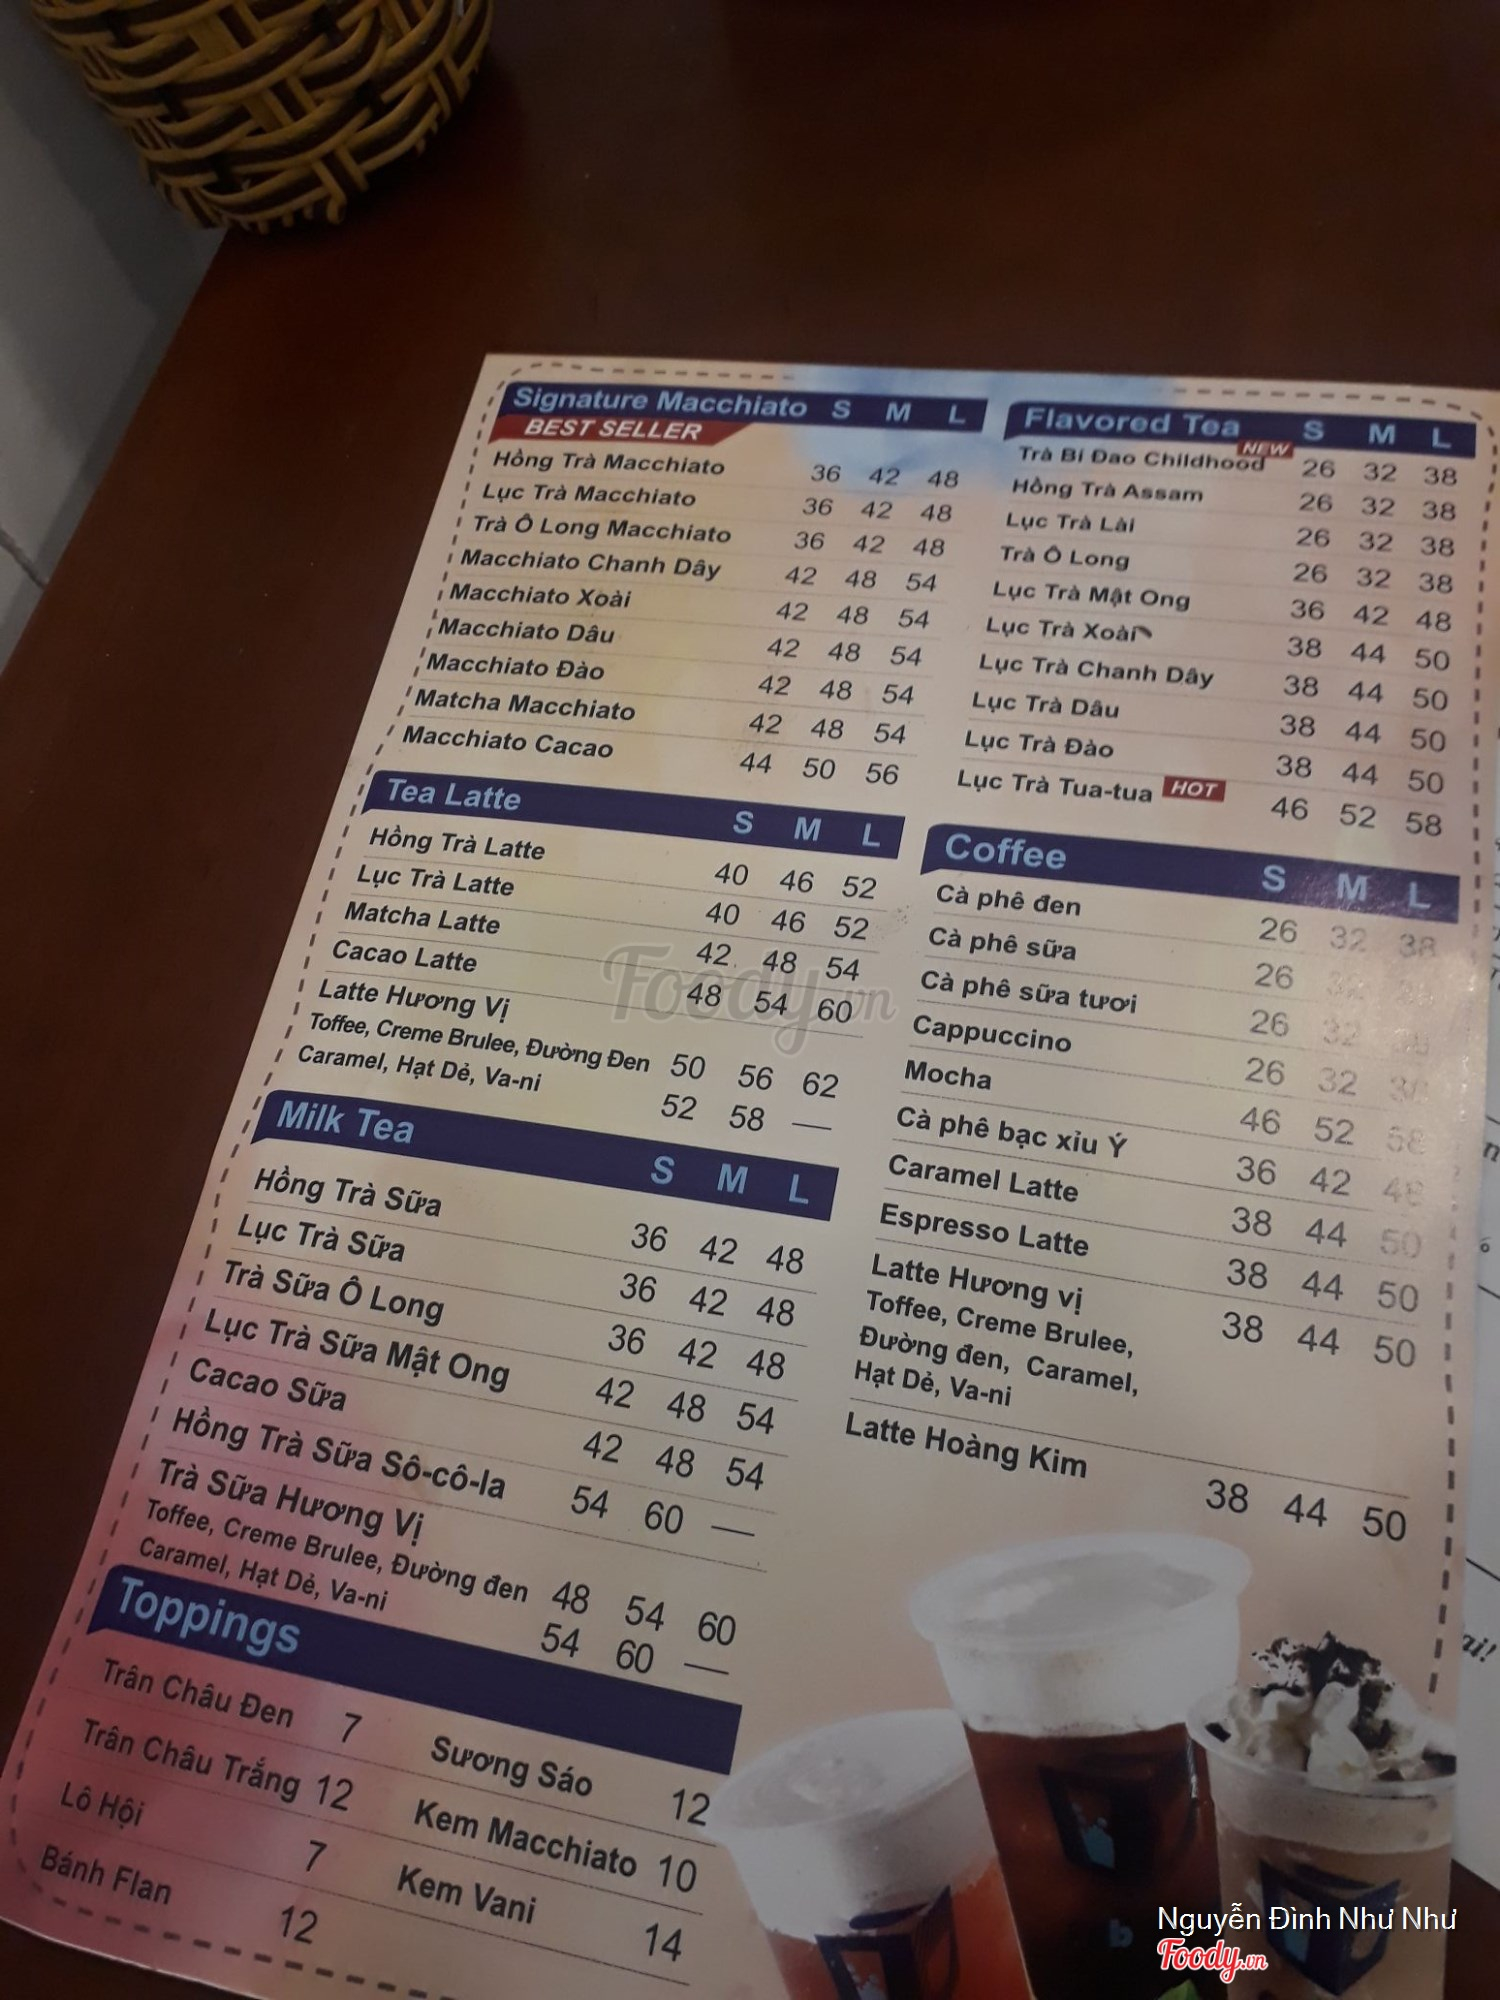 Signature Macchiato S M L
BEST SELLER
Hồng Trà Macchiato 36 42 48
Lục Trà Macchiato 36 42 48
Trà Ô Long Macchiato 36 42 48
Macchiato Chanh Dây 42 48 54
Macchiato Xoài 42 48 54
Macchiato Dâu 42 48 54
Macchiato Đào 42 48 54
Matcha Macchiato 42 48 54
Macchiato Cacao 44 50 56
Tea Latte S M L
Hồng Trà Latte 40 46 52
Lục Trà Latte 40 46 52
Matcha Latte 42 48 54
Cacao Latte 48 54 60
Latte Hương Vị
Toffee, Creme Brulee, Đường Đen 50 56 62
Caramel, Hạt Dẻ, Va-ni 52 58 —
Milk Tea S M L
Hồng Trà Sữa 36 42 48
Lục Trà Sữa 36 42 48
Trà Sữa Ô Long 36 42 48
Lục Trà Sữa Mật Ong 42 48 54
Cacao Sữa 42 48 54
Hồng Trà Sữa Sô-cô-la 54 60 —
Trà Sữa Hương Vị
Toffee, Creme Brulee, Đường đen 48 54 60
Caramel, Hạt Dẻ, Va-ni 54 60 —
Toppings
Trân Châu Đen 7
Trân Châu Trắng 12
Lô Hội 7
Bánh Flan 12
Sương Sáo 12
Kem Macchiato 10
Kem Vani 14
Flavored Tea S M L
Trà Bí Đao Childhood NEW 26 32 38
Hồng Trà Assam 26 32 38
Lục Trà Lài 26 32 38
Trà Ô Long 26 32 38
Lục Trà Mật Ong 36 42 48
Lục Trà Xoài 38 44 50
Lục Trà Chanh Dây 38 44 50
Lục Trà Dâu 38 44 50
Lục Trà Đào 38 44 50
Lục Trà Tua-tua HOT 46 52 58
Coffee S M L
Cà phê đen 26 32 38
Cà phê sữa 26
Cà phê sữa tươi 26 32
Cappuccino 26 32 38
Mocha 46 52 58
Cà phê bạc xỉu Ý 36 42 48
Caramel Latte 38 44 50
Espresso Latte 38 44 50
Latte Hương vị 38 44 50
Toffee, Creme Brulee,
Đường đen, Caramel,
Hạt Dẻ, Va-ni
Latte Hoàng Kim 38 44 50
Foody.vn
Nguyễn Đình Như Như
Foody.vn